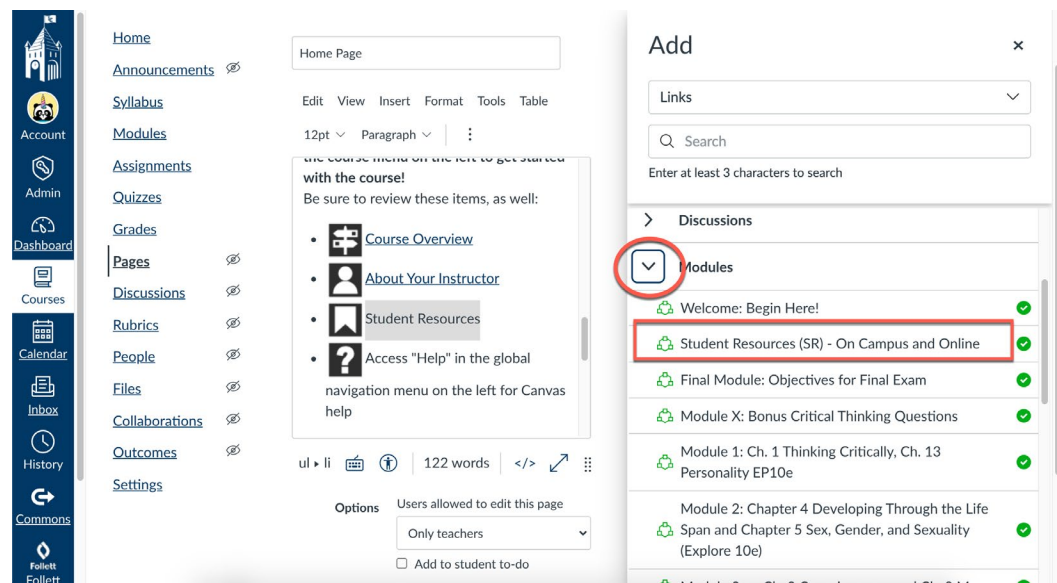 Account
Admin
Dashboard
Courses
Calendar
Inbox
History
Commons
Follett
Follett
Home
Announcements
Syllabus
Modules
Assignments
Quizzes
Grades
Pages
Discussions
Rubrics
People
Files
Collaborations
Outcomes
Settings
Home Page
Edit View Insert Format Tools Table
12pt Paragraph
the course menu on the left to get started
with the course!
Be sure to review these items, as well:
• Course Overview
• About Your Instructor
• Student Resources
• Access "Help" in the global
navigation menu on the left for Canvas
help
ul ▸ li 122 words </>
Options Users allowed to edit this page
Only teachers
Add to student to-do
Add ×
Links
Search
Enter at least 3 characters to search
Discussions
Modules
Welcome: Begin Here!
Student Resources (SR) - On Campus and Online
Final Module: Objectives for Final Exam
Module X: Bonus Critical Thinking Questions
Module 1: Ch. 1 Thinking Critically, Ch. 13
Personality EP10e
Module 2: Chapter 4 Developing Through the Life
Span and Chapter 5 Sex, Gender, and Sexuality
(Explore 10e)